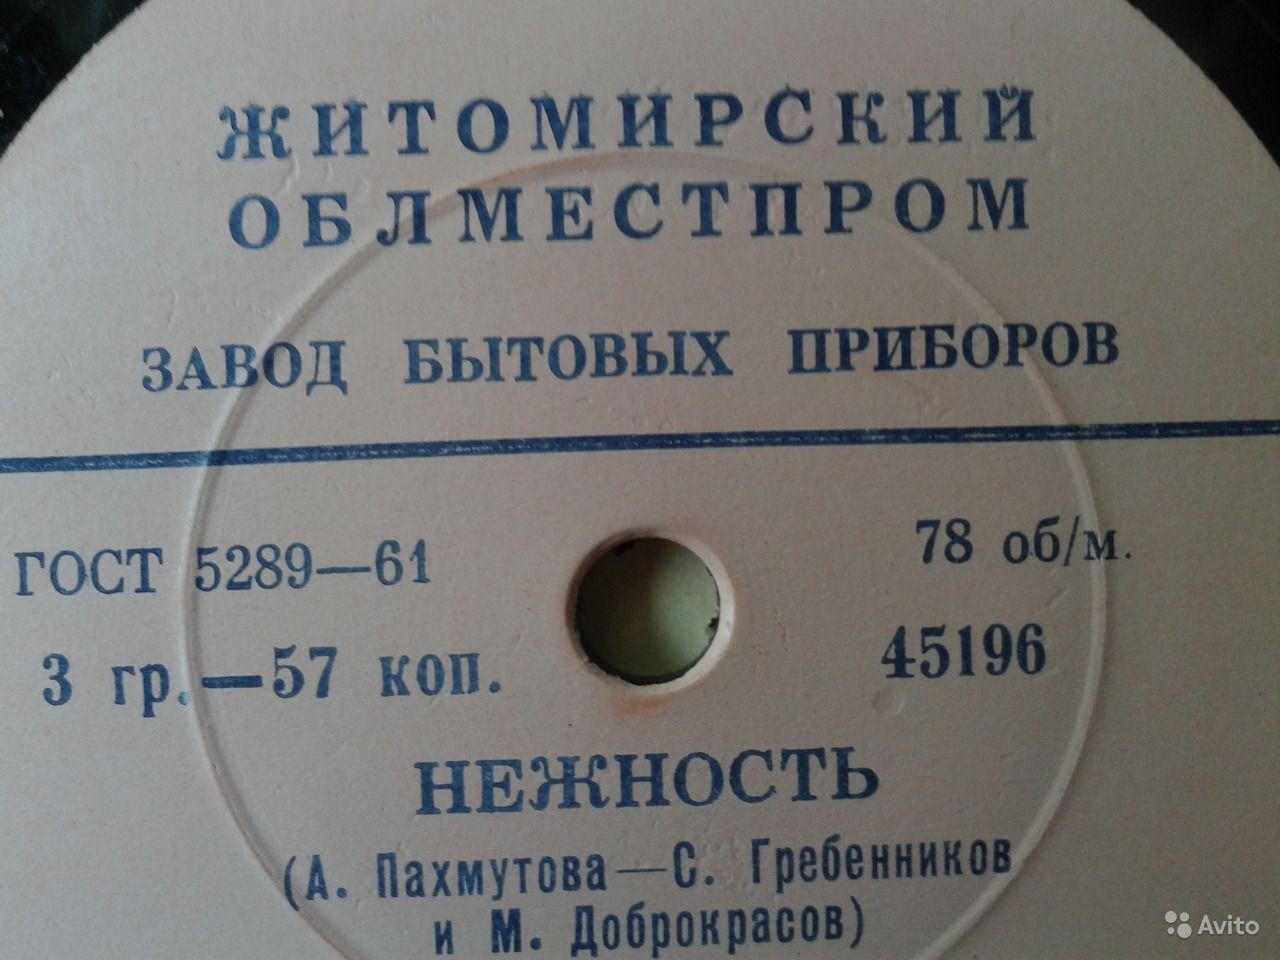 ЖИТОМИРСКИЙ
ОБЛМЕСТПРОМ
ЗАВОД БЫТОВЫХ ПРИБОРОВ
ГОСТ 5289—61
78 об/м.
3 гр.—57 коп.
45196
НЕЖНОСТЬ
(А. Пахмутова—С. Гребенников
и М. Доброкрасов)
Avito